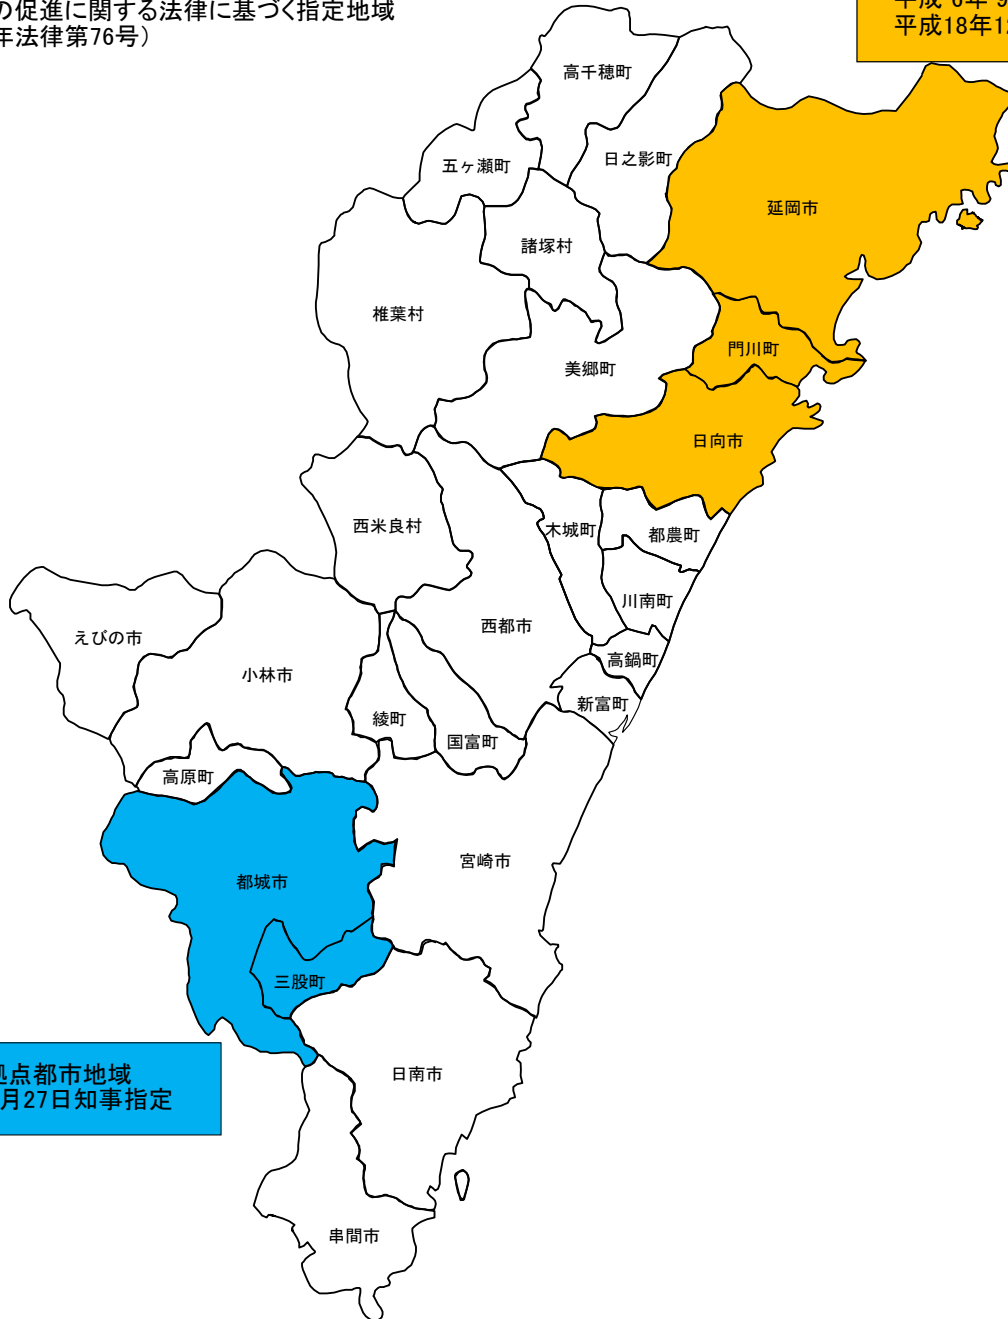 の促進に関する法律に基づく指定地域
年法律第76号）
平成18年12
高千穂町
日之影町
五ヶ瀬町
延岡市
諸塚村
椎葉村
門川町
美郷町
日向市
西米良村
木城町
都農町
川南町
西都市
えびの市
高鍋町
小林市
新富町
綾町
国富町
高原町
宮崎市
都城市
三股町
日南市
点都市地域
月27日知事指定
串間市